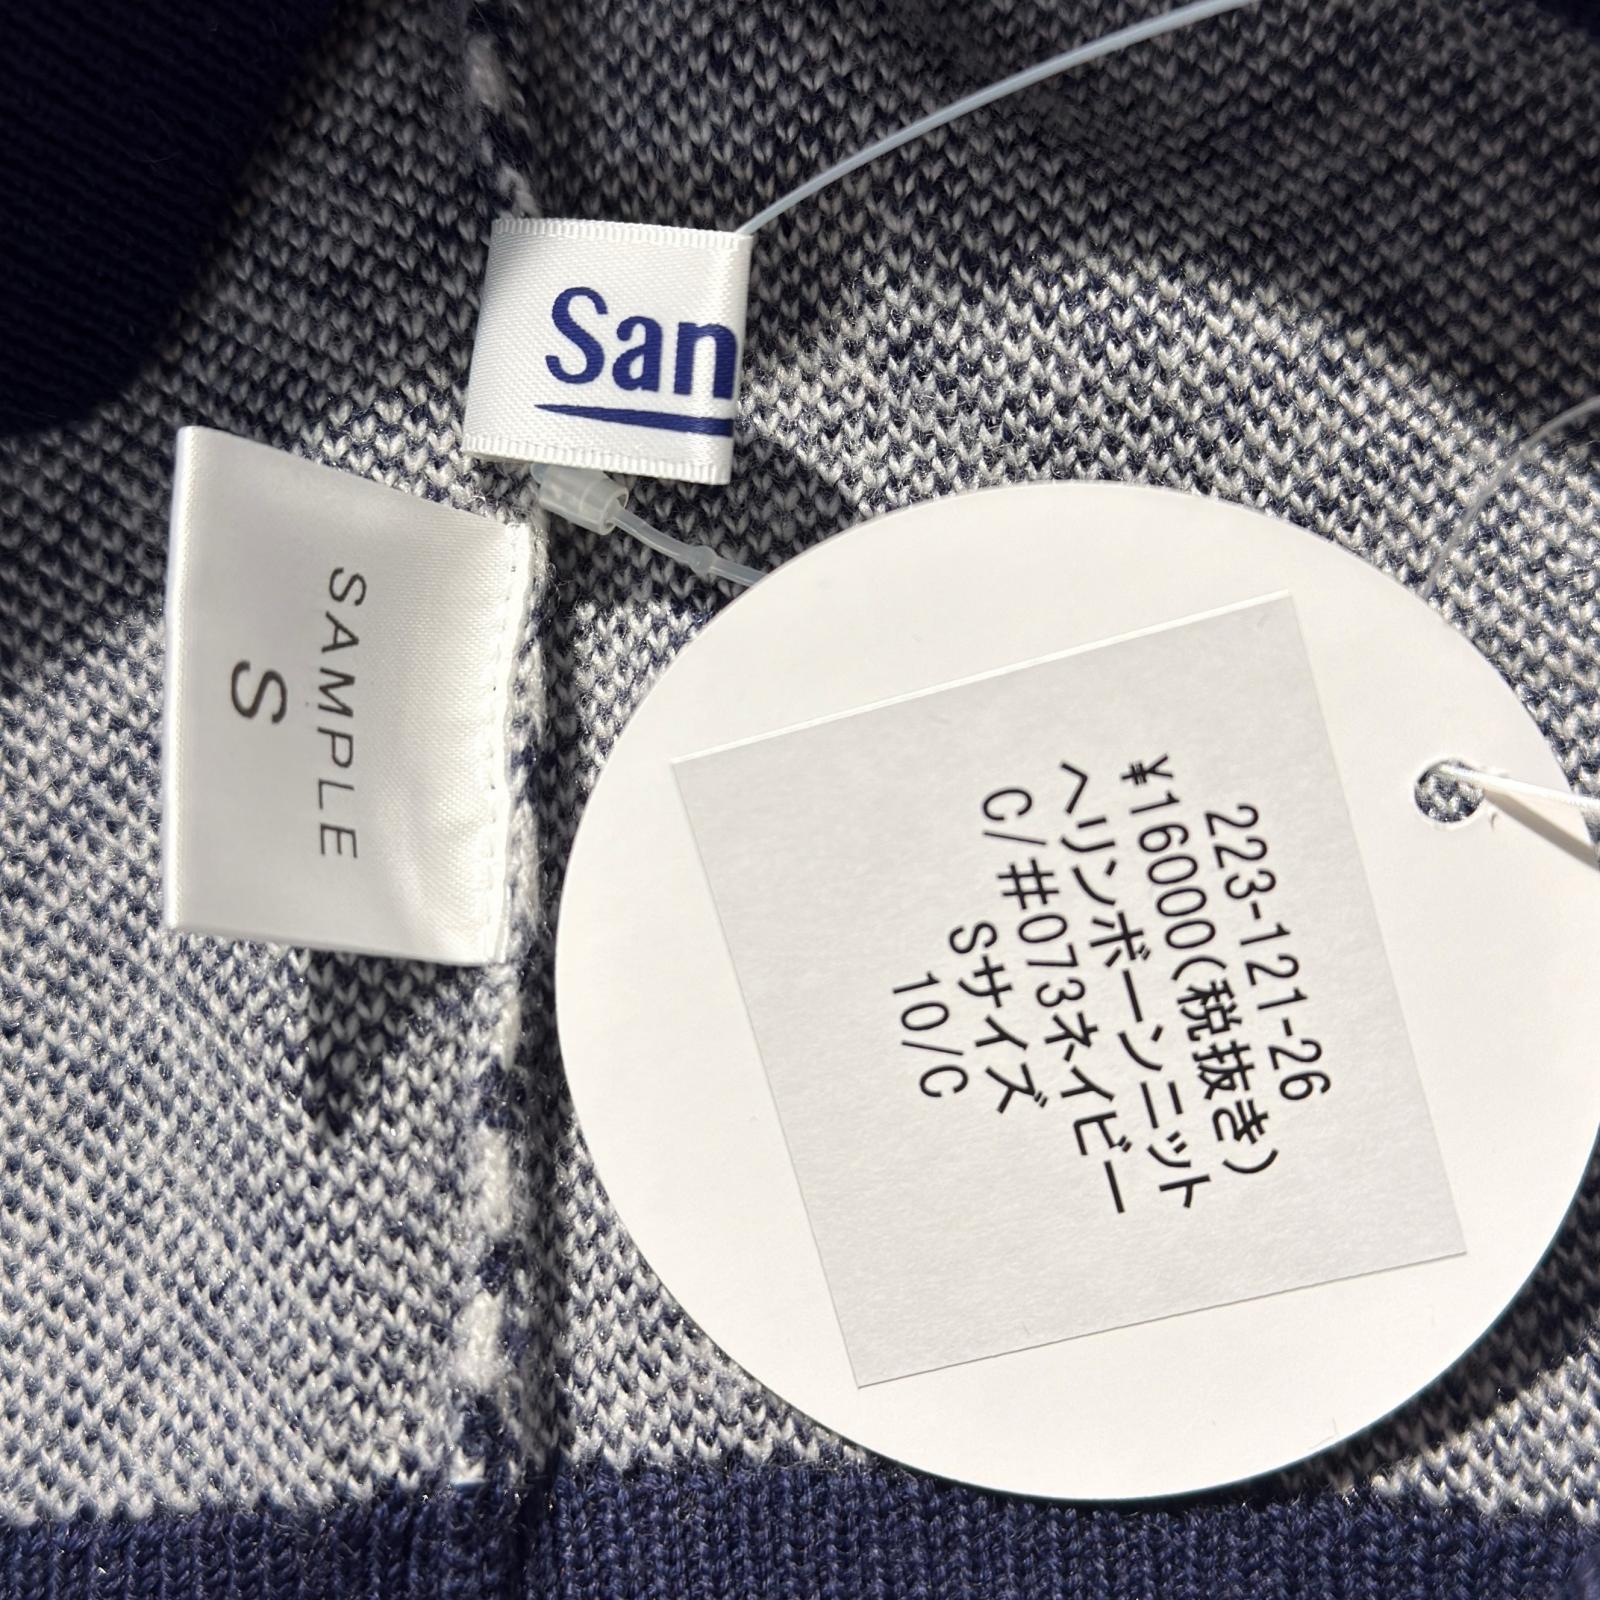 San
SAMPLE
S
223-121-26
¥16000(税抜き)
ヘリンボーンニット
C/#073ネイビー
Sサイズ
10/C